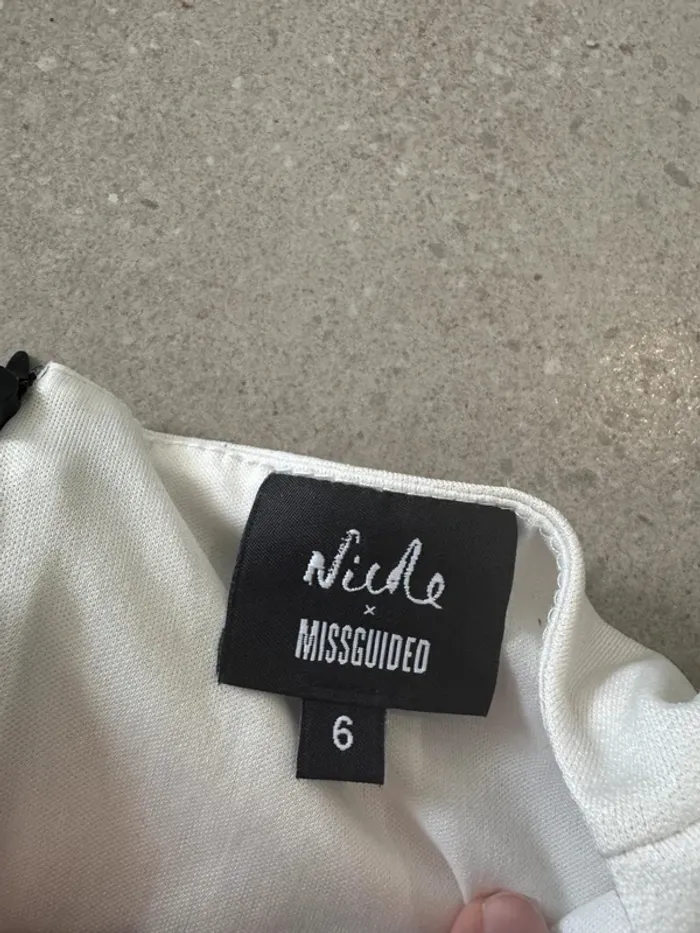 Nicole
×
MISSGUIDED
6